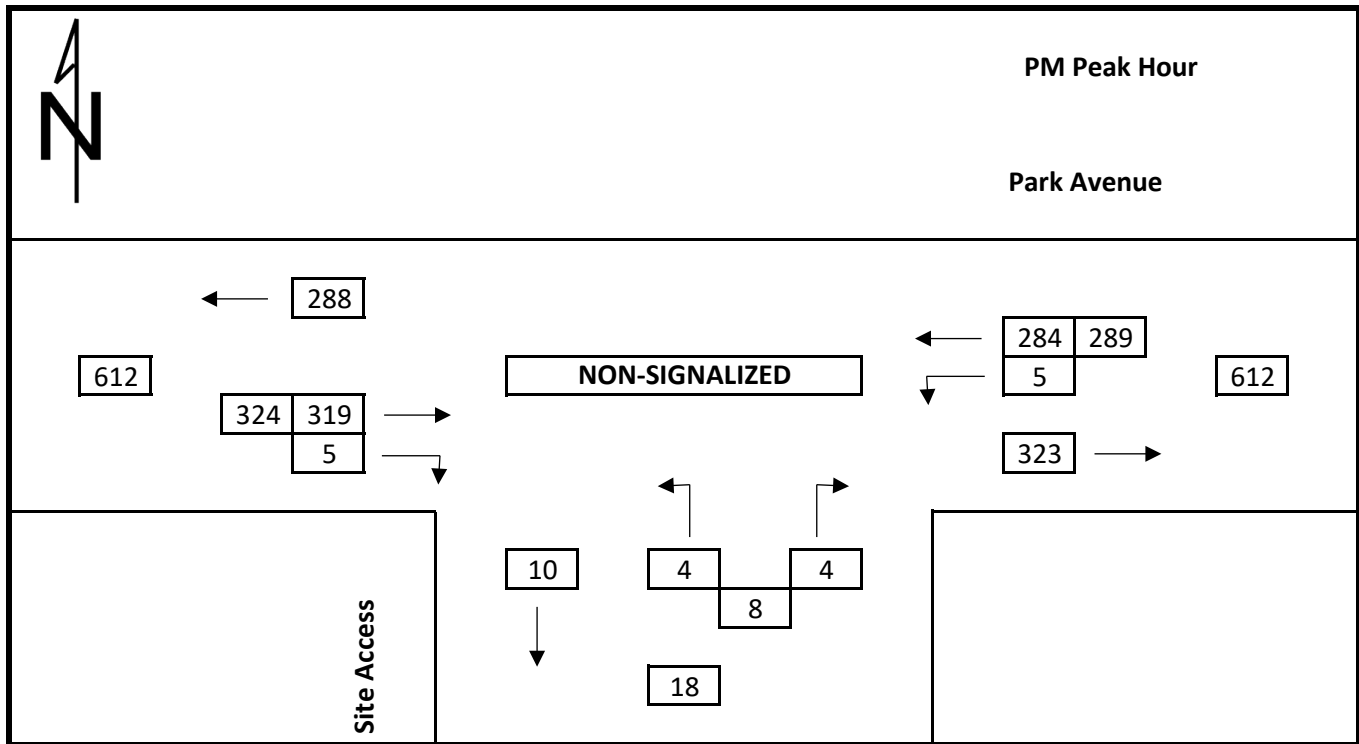 N
PM Peak Hour
Park Avenue
288
284 289
612 NON-SIGNALIZED 5 612
324 319
5 323
10 4 4
8
Site Access
18